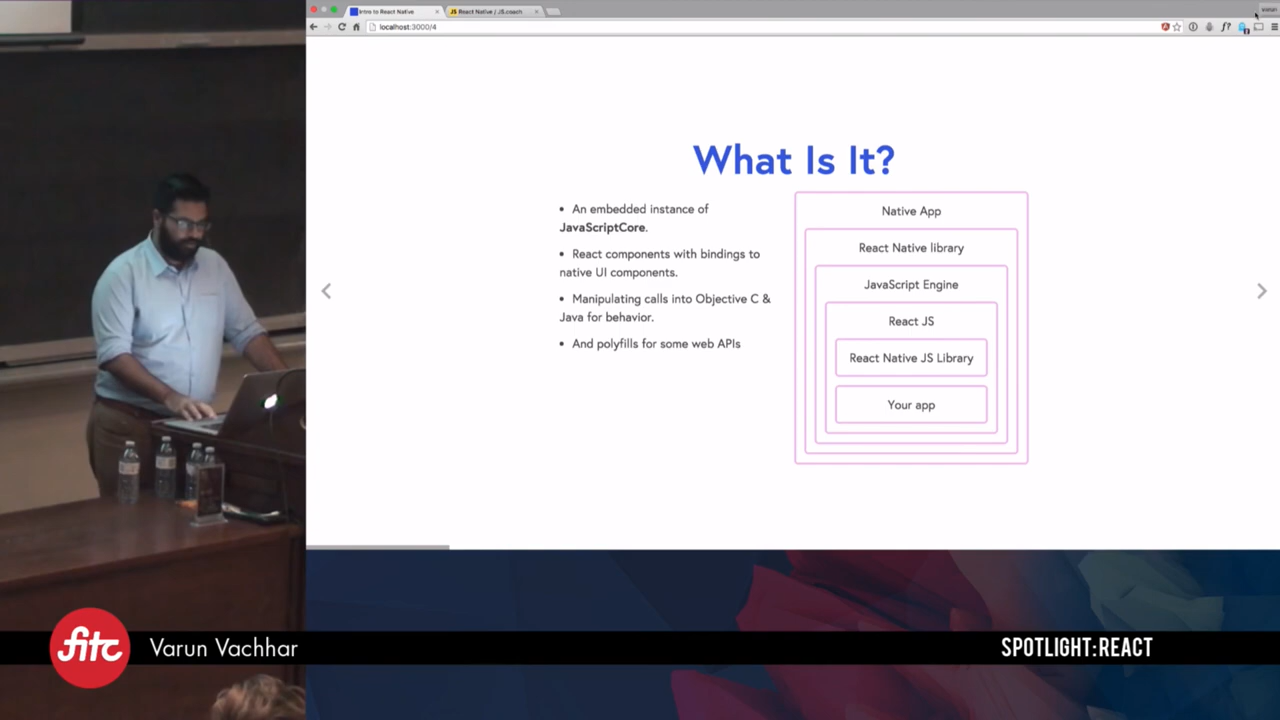 Intro to React Native
React Native / JS.coach
varun
localhost:3000/4
f?
What Is It?
• An embedded instance of
JavaScriptCore.
• React components with bindings to
native UI components.
• Manipulating calls into Objective C &
Java for behavior.
• And polyfills for some web APIs
Native App
React Native library
JavaScript Engine
React JS
React Native JS Library
Your app
fitc
Varun Vachhar
SPOTLIGHT:REACT